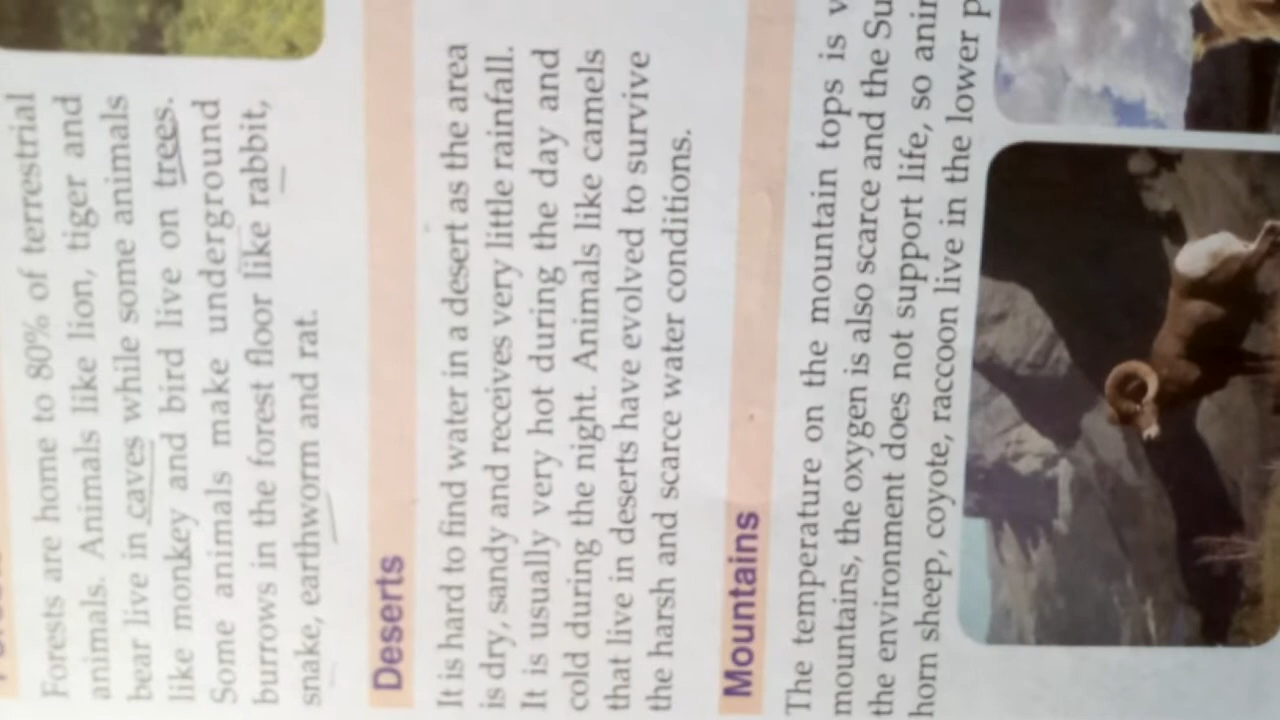 Forests are home to 80% of terrestrial
animals. Animals like lion, tiger and
bear live in caves while some animals
like monkey and bird live on trees.
Some animals make underground
burrows in the forest floor like rabbit,
snake, earthworm and rat.
Deserts
It is hard to find water in a desert as the area
is dry, sandy and receives very little rainfall.
It is usually very hot during the day and
cold during the night. Animals like camels
that live in deserts have evolved to survive
the harsh and scarce water conditions.
Mountains
The temperature on the mountain tops is
mountains, the oxygen is also scarce and the
the environment does not support life, so
horn sheep, coyote, raccoon live in the lower